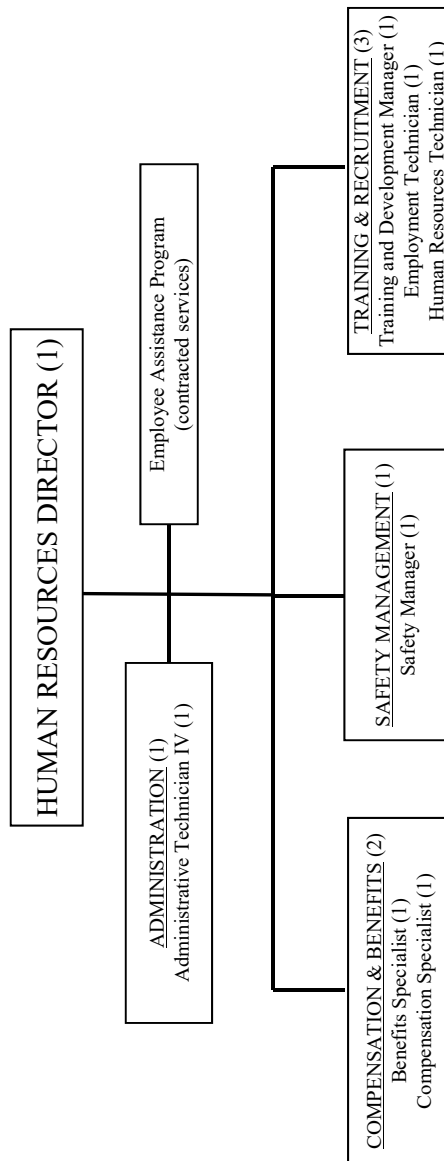 HUMAN RESOURCES DIRECTOR (1)
ADMINISTRATION (1)
Administrative Technician IV (1)
Employee Assistance Program
(contracted services)
COMPENSATION & BENEFITS (2)
Benefits Specialist (1)
Compensation Specialist (1)
SAFETY MANAGEMENT (1)
Safety Manager (1)
TRAINING & RECRUITMENT (3)
Training and Development Manager (1)
Employment Technician (1)
Human Resources Technician (1)